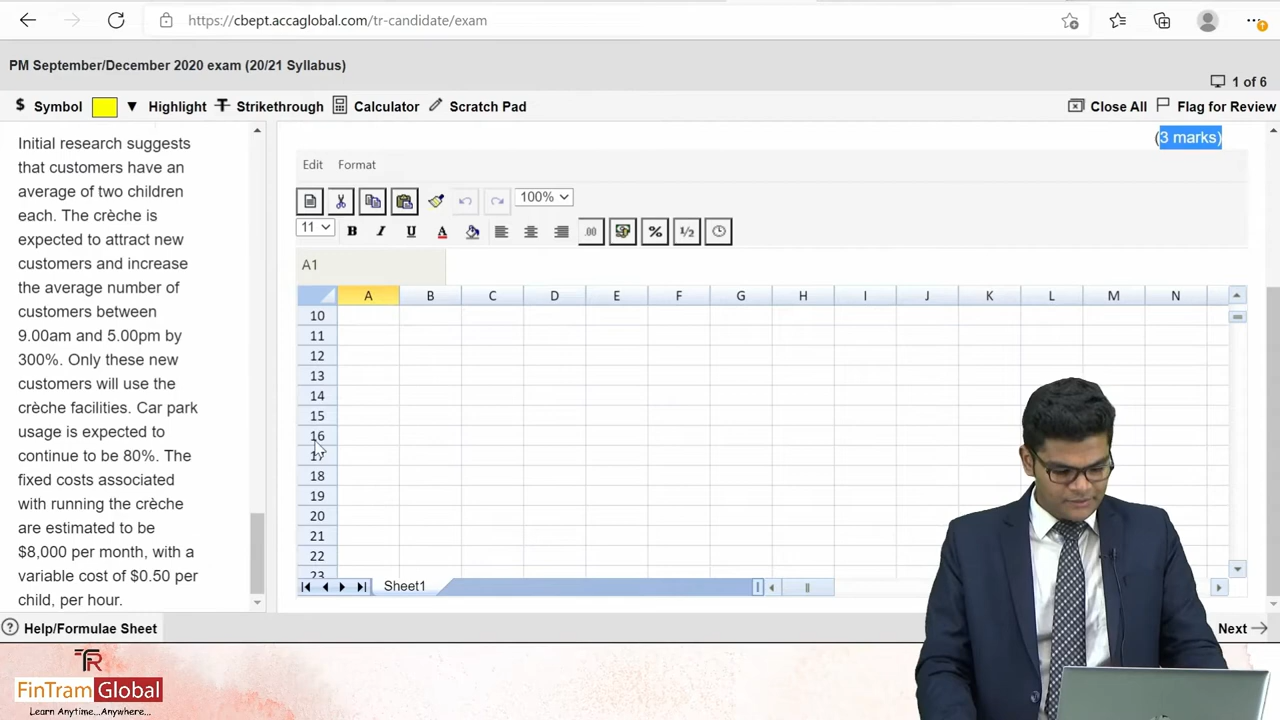 https://cbept.accaglobal.com/tr-candidate/exam
PM September/December 2020 exam (20/21 Syllabus)
1 of 6
$ Symbol
Highlight
Strikethrough
Calculator
Scratch Pad
Close All
Flag for Review
Initial research suggests
that customers have an
average of two children
each. The crèche is
expected to attract new
customers and increase
the average number of
customers between
9.00am and 5.00pm by
300%. Only these new
customers will use the
crèche facilities. Car park
usage is expected to
continue to be 80%. The
fixed costs associated
with running the crèche
are estimated to be
$8,000 per month, with a
variable cost of $0.50 per
child, per hour.
(3 marks)
Edit Format
100%
11 B I U A .00 % 1/2
A1
A B C D E F G H I J K L M N
10
11
12
13
14
15
16
17
18
19
20
21
22
23
Sheet1
Help/Formulae Sheet
Next
FinTram Global
Learn Anytime...Anywhere...